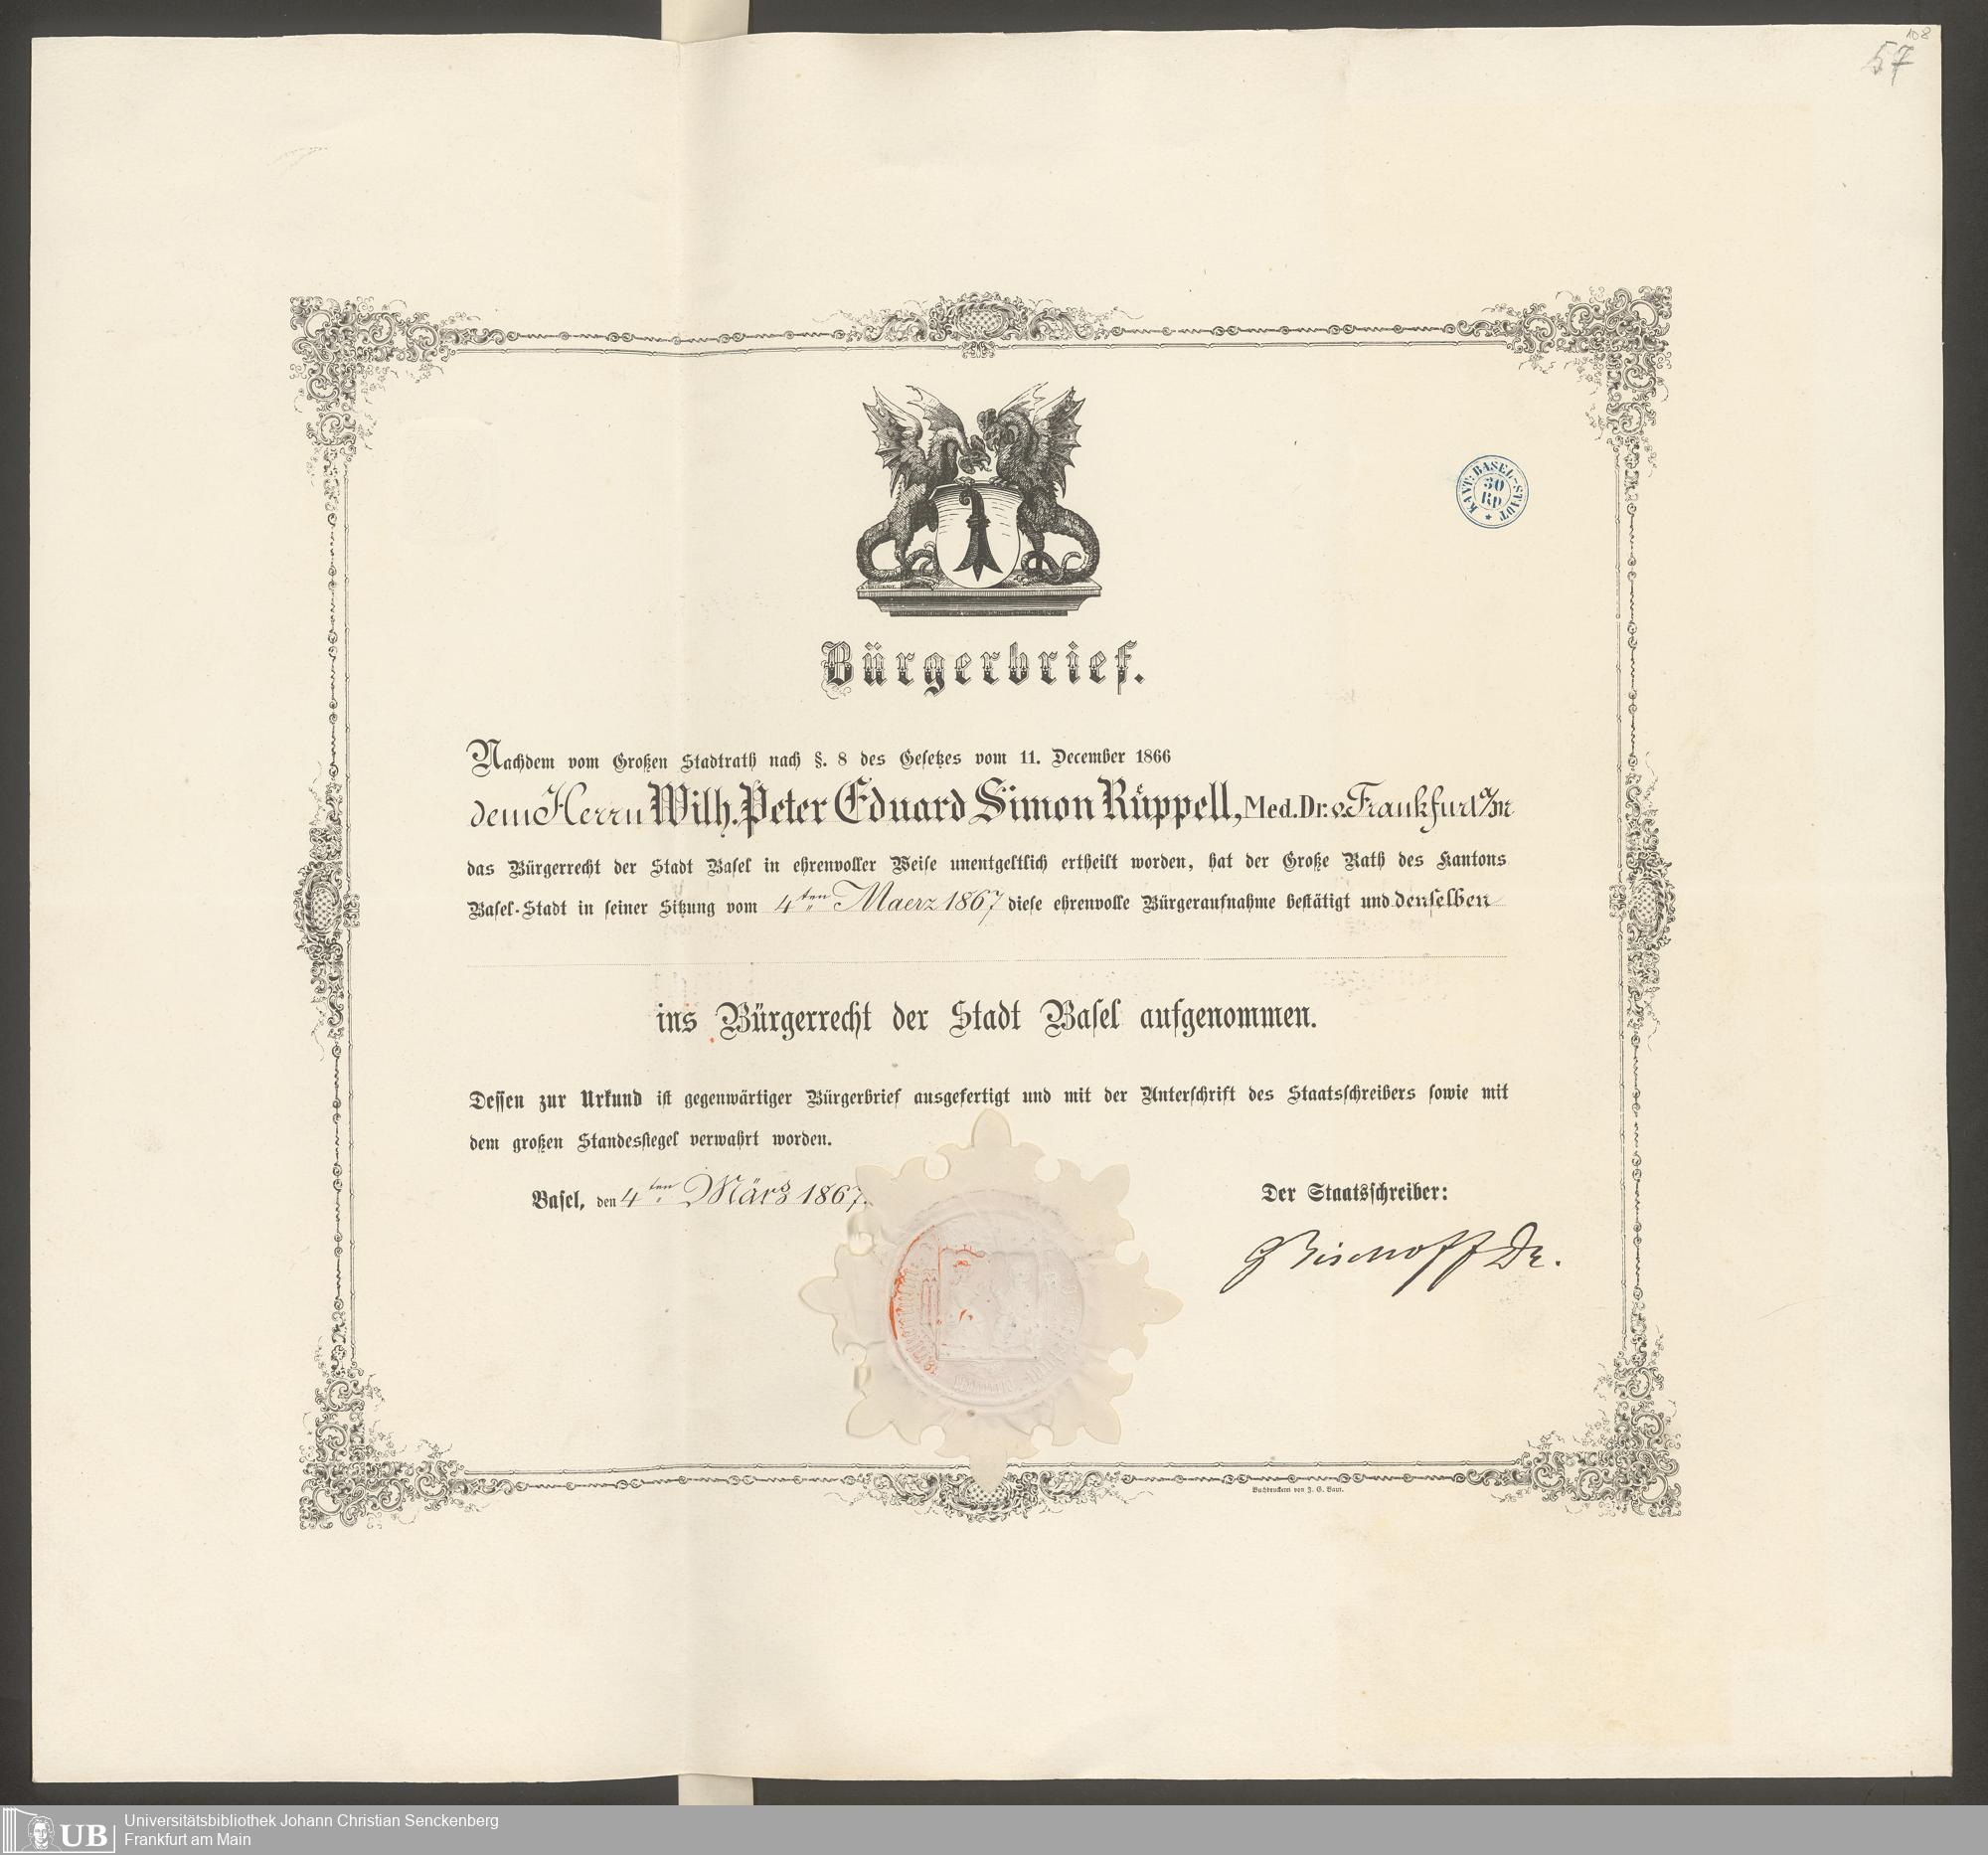 108
57
KANT. BASEL-STADT
30
Rp
Bürgerbrief.
Nachdem vom Großen Stadtrath nach §. 8 des Gesetzes vom 11. December 1866
dem Herrn Wilh. Peter Eduard Simon Rüppell, Med. Dr. v. Frankfurt a/M
das Bürgerrecht der Stadt Basel in ehrenvoller Weise unentgeltlich ertheilt worden, hat der Große Rath des Kantons
Basel-Stadt in seiner Sitzung vom 4ten Maerz 1867 diese ehrenvolle Bürgeraufnahme bestätigt und denselben
ins Bürgerrecht der Stadt Basel aufgenommen.
Dessen zur Urkund ist gegenwärtiger Bürgerbrief ausgefertigt und mit der Unterschrift des Staatsschreibers sowie mit
dem großen Standessiegel verwahrt worden.
Basel, den 4ten März 1867.
Der Staatsschreiber:
G Bischoff Dr.
Buchdruckerei von J. G. Baur.
UB
Universitätsbibliothek Johann Christian Senckenberg
Frankfurt am Main